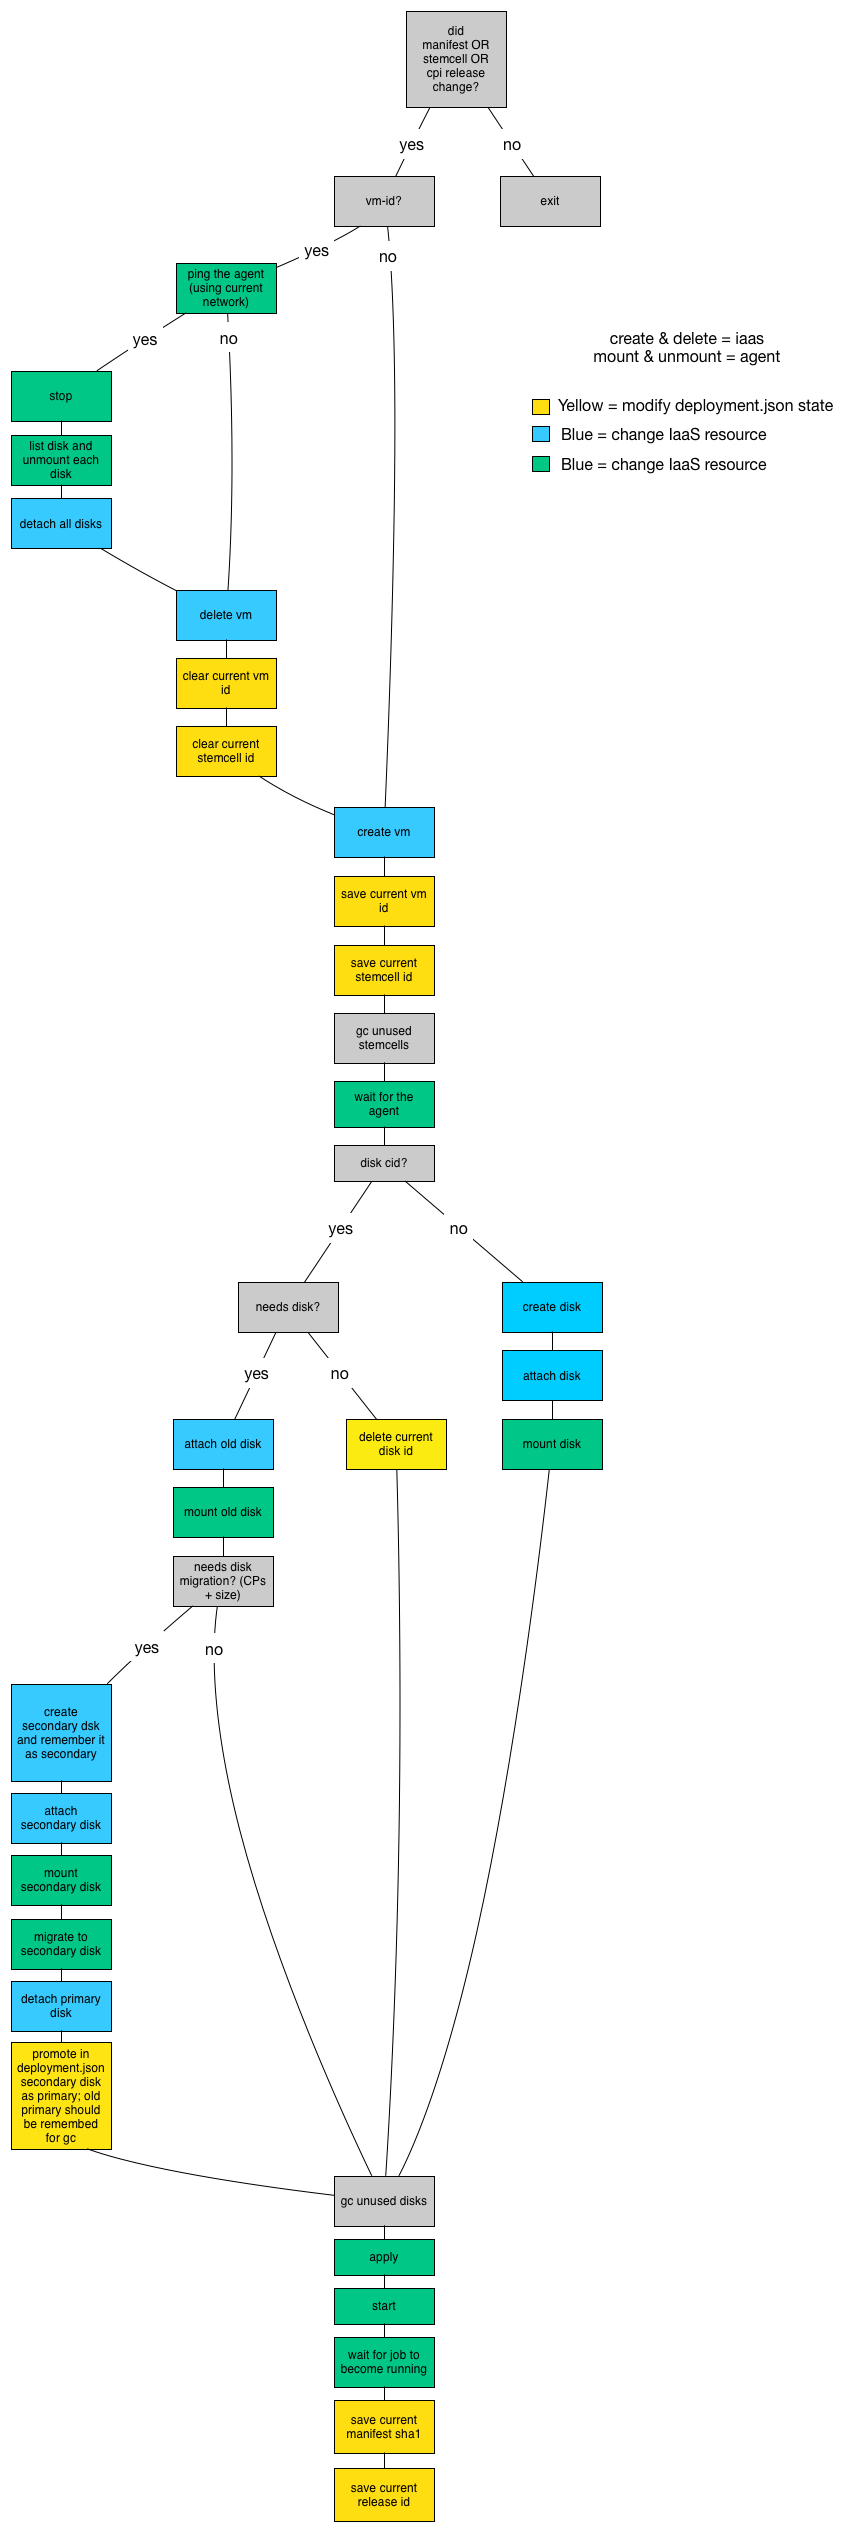 did
manifest OR
stemcell OR
cpi release
change?
yes
no
vm-id?
exit
yes
no
ping the agent
(using current
network)
yes
no
create & delete = iaas
mount & unmount = agent
Yellow = modify deployment.json state
Blue = change IaaS resource
Blue = change IaaS resource
stop
list disk and
unmount each
disk
detach all disks
delete vm
clear current vm
id
clear current
stemcell id
create vm
save current vm
id
save current
stemcell id
gc unused
stemcells
wait for the
agent
disk cid?
yes
no
needs disk?
create disk
yes
no
attach disk
attach old disk
delete current
disk id
mount disk
mount old disk
needs disk
migration? (CPs
+ size)
yes
no
create
secondary dsk
and remember it
as secondary
attach
secondary disk
mount
secondary disk
migrate to
secondary disk
detach primary
disk
promote in
deployment.json
secondary disk
as primary; old
primary should
be remembed
for gc
gc unused disks
apply
start
wait for job to
become running
save current
manifest sha1
save current
release id